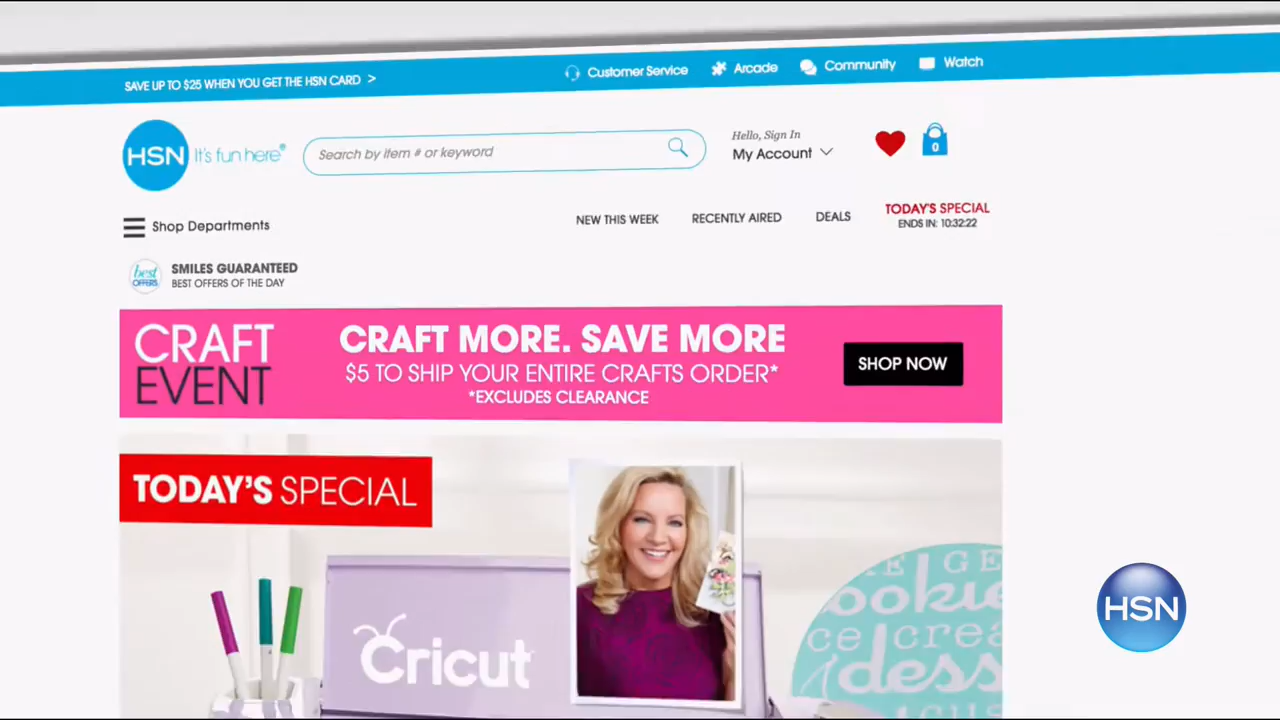 SAVE UP TO $25 WHEN YOU GET THE HSN CARD >
Customer Service
Arcade
Community
Watch
HSN It's fun here®
Search by item # or keyword
Hello, Sign In
My Account
0
Shop Departments
NEW THIS WEEK
RECENTLY AIRED
DEALS
TODAY'S SPECIAL
ENDS IN: 10:32:22
best
OFFERS
SMILES GUARANTEED
BEST OFFERS OF THE DAY
CRAFT
EVENT
CRAFT MORE. SAVE MORE
$5 TO SHIP YOUR ENTIRE CRAFTS ORDER*
*EXCLUDES CLEARANCE
SHOP NOW
TODAY'S SPECIAL
Cricut
HSN